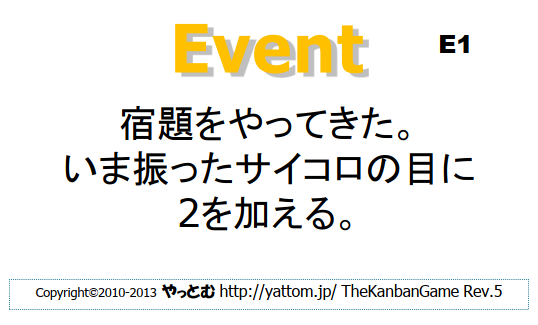 Event
E1
宿題をやってきた。
いま振ったサイコロの目に
2を加える。
Copyright©2010-2013 やっとむ http://yattom.jp/ TheKanbanGame Rev.5